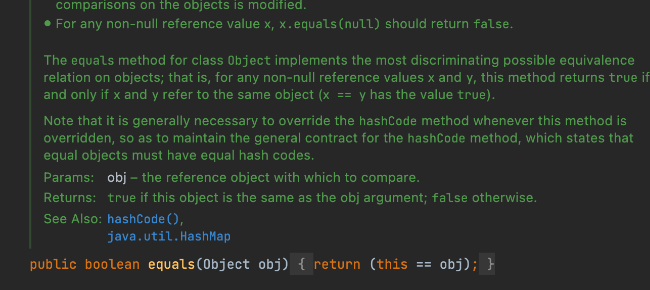 comparisons on the objects is modified.
• For any non-null reference value x, x.equals(null) should return false.
The equals method for class Object implements the most discriminating possible equivalence
relation on objects; that is, for any non-null reference values x and y, this method returns true if
and only if x and y refer to the same object (x == y has the value true).
Note that it is generally necessary to override the hashCode method whenever this method is
overridden, so as to maintain the general contract for the hashCode method, which states that
equal objects must have equal hash codes.
Params: obj – the reference object with which to compare.
Returns: true if this object is the same as the obj argument; false otherwise.
See Also: hashCode(),
java.util.HashMap
public boolean equals(Object obj) { return (this == obj); }